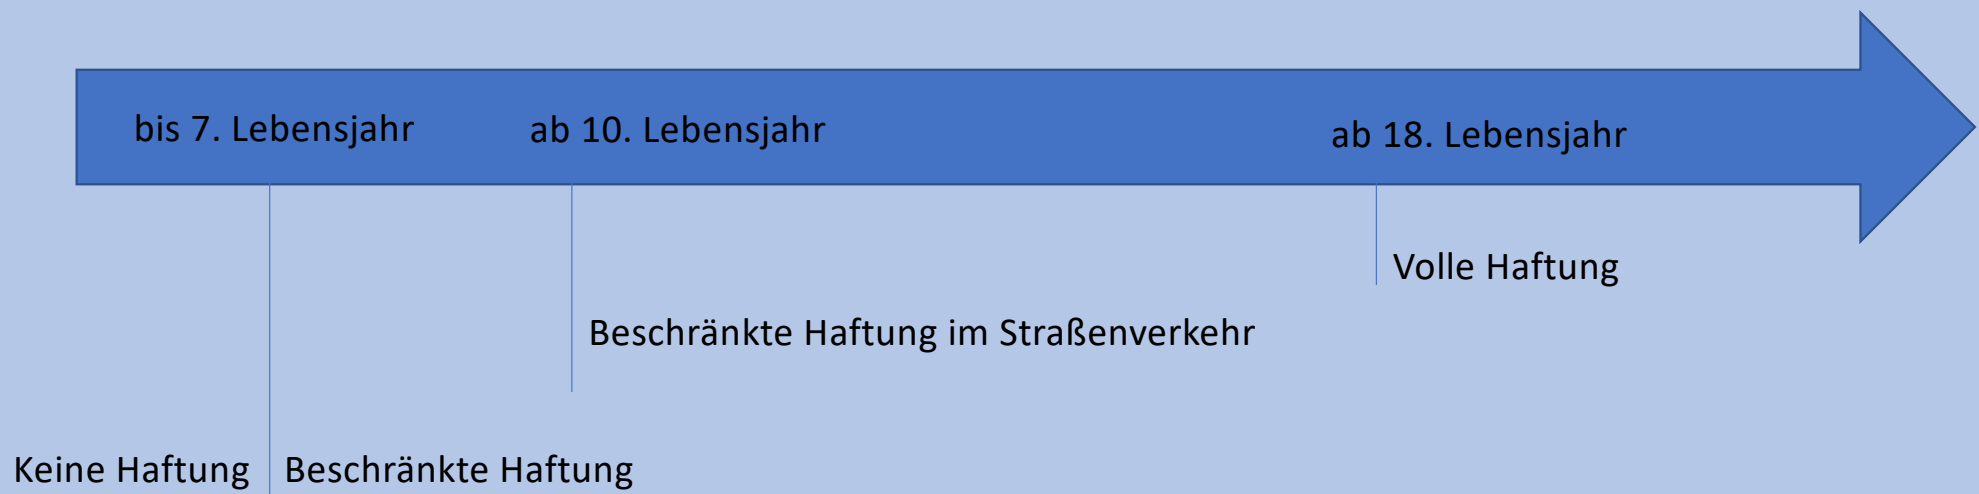 bis 7. Lebensjahr
ab 10. Lebensjahr
ab 18. Lebensjahr
Volle Haftung
Beschränkte Haftung im Straßenverkehr
Keine Haftung
Beschränkte Haftung